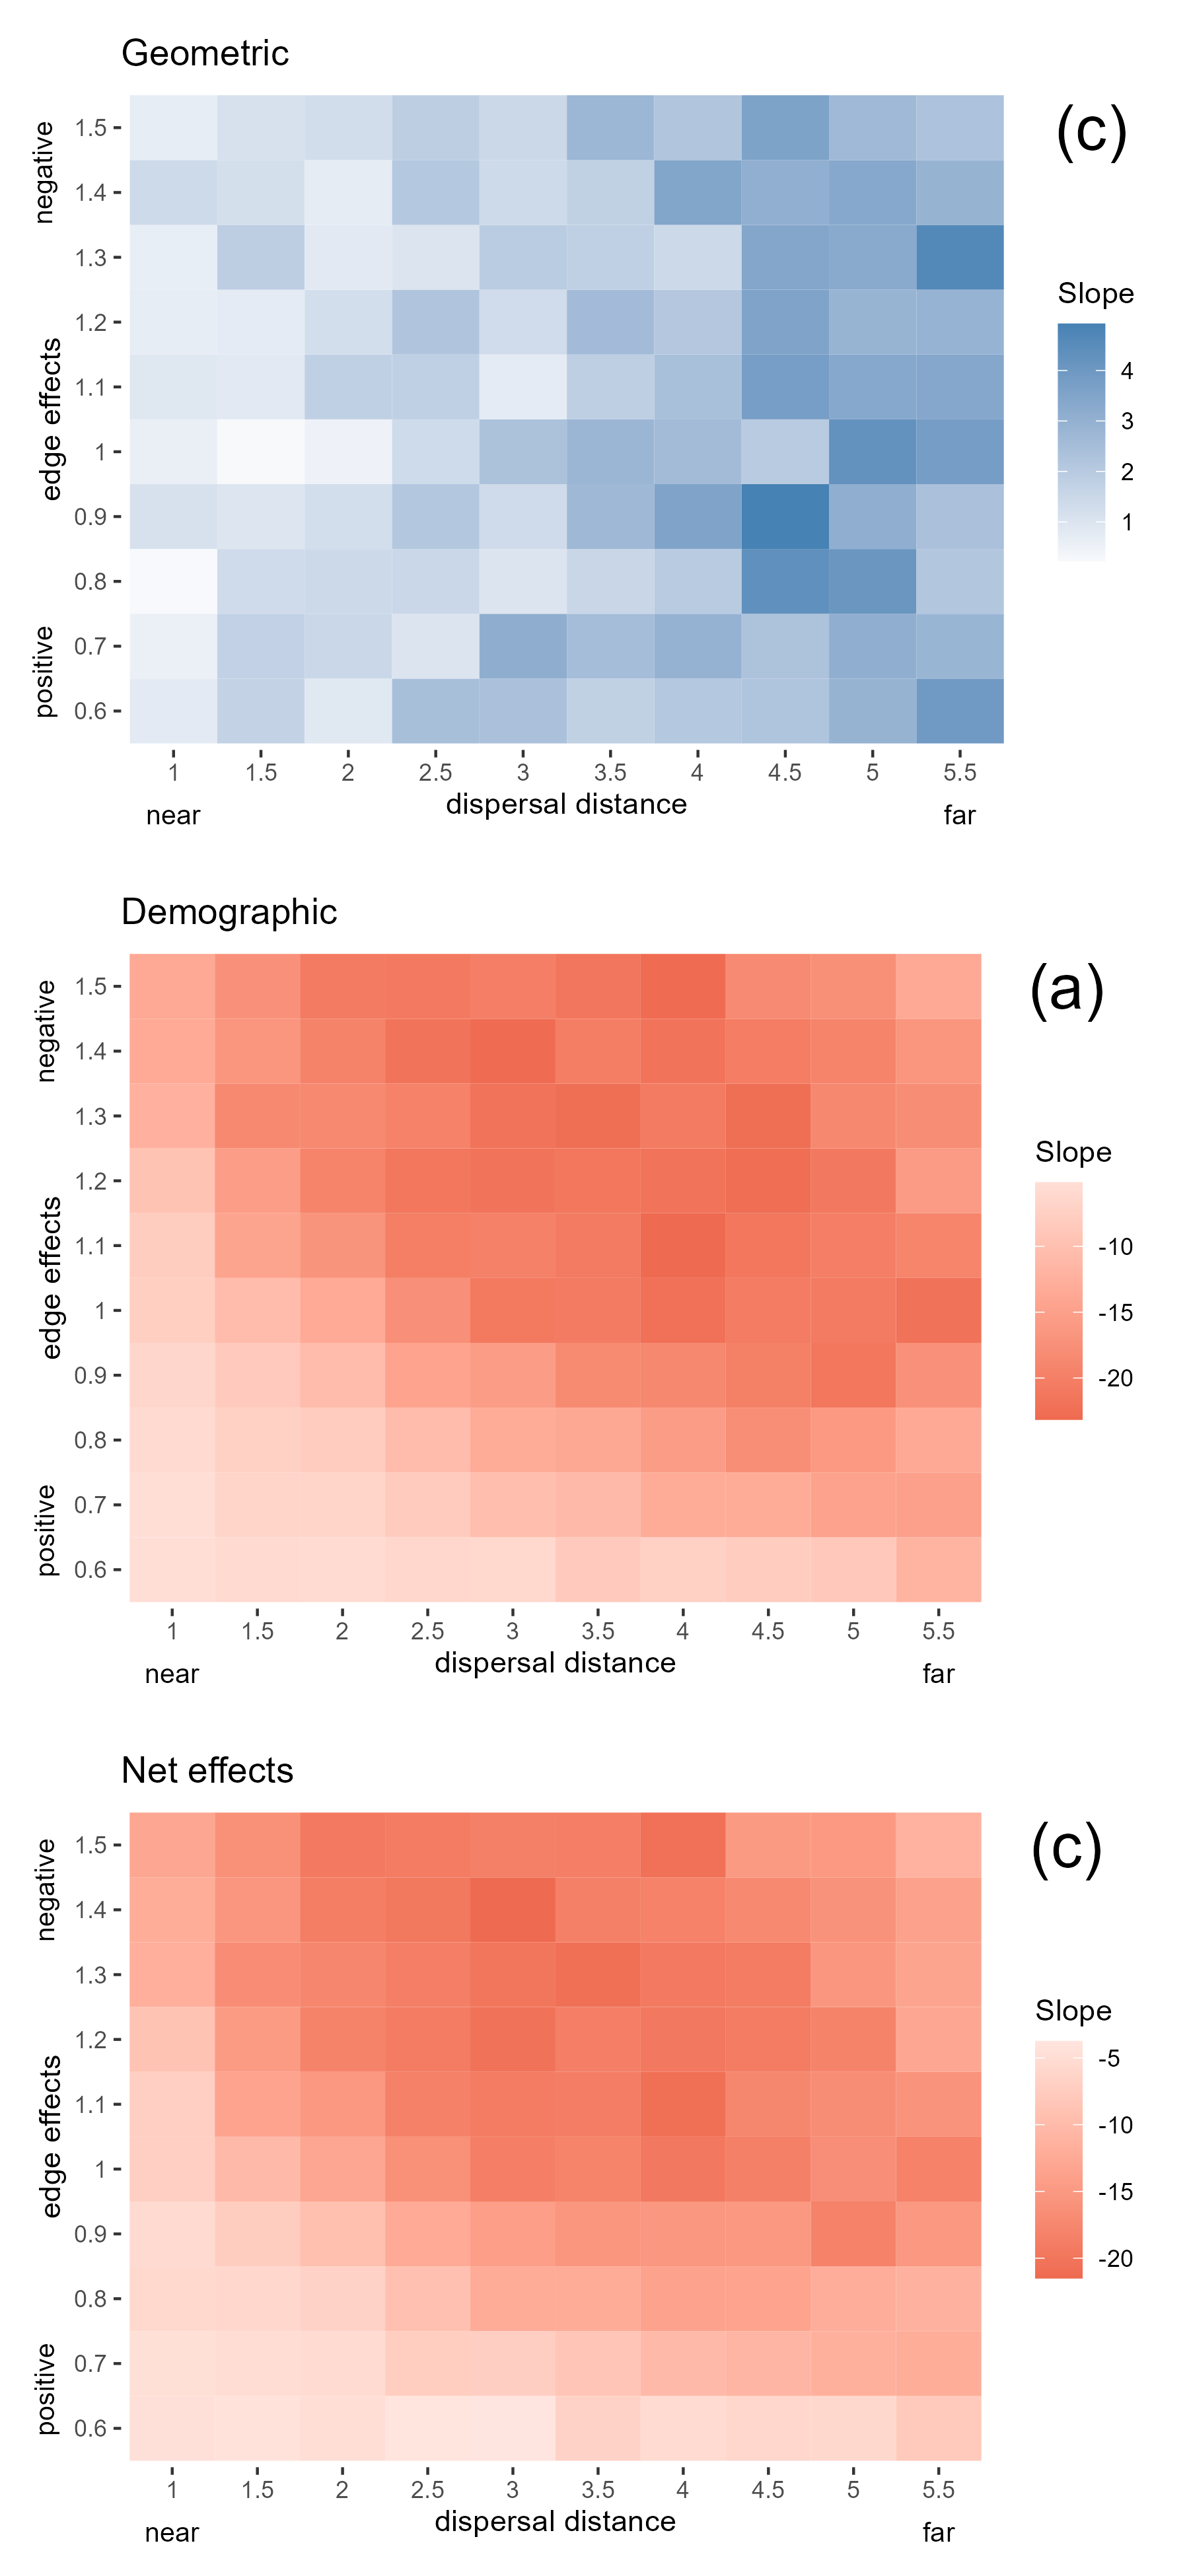 Geometric
(c)
negative
edge effects
positive
1.5
1.4
1.3
1.2
1.1
1
0.9
0.8
0.7
0.6
1 1.5 2 2.5 3 3.5 4 4.5 5 5.5
near dispersal distance far
Slope
4
3
2
1
Demographic
(a)
negative
edge effects
positive
1.5
1.4
1.3
1.2
1.1
1
0.9
0.8
0.7
0.6
1 1.5 2 2.5 3 3.5 4 4.5 5 5.5
near dispersal distance far
Slope
-10
-15
-20
Net effects
(c)
negative
edge effects
positive
1.5
1.4
1.3
1.2
1.1
1
0.9
0.8
0.7
0.6
1 1.5 2 2.5 3 3.5 4 4.5 5 5.5
near dispersal distance far
Slope
-5
-10
-15
-20